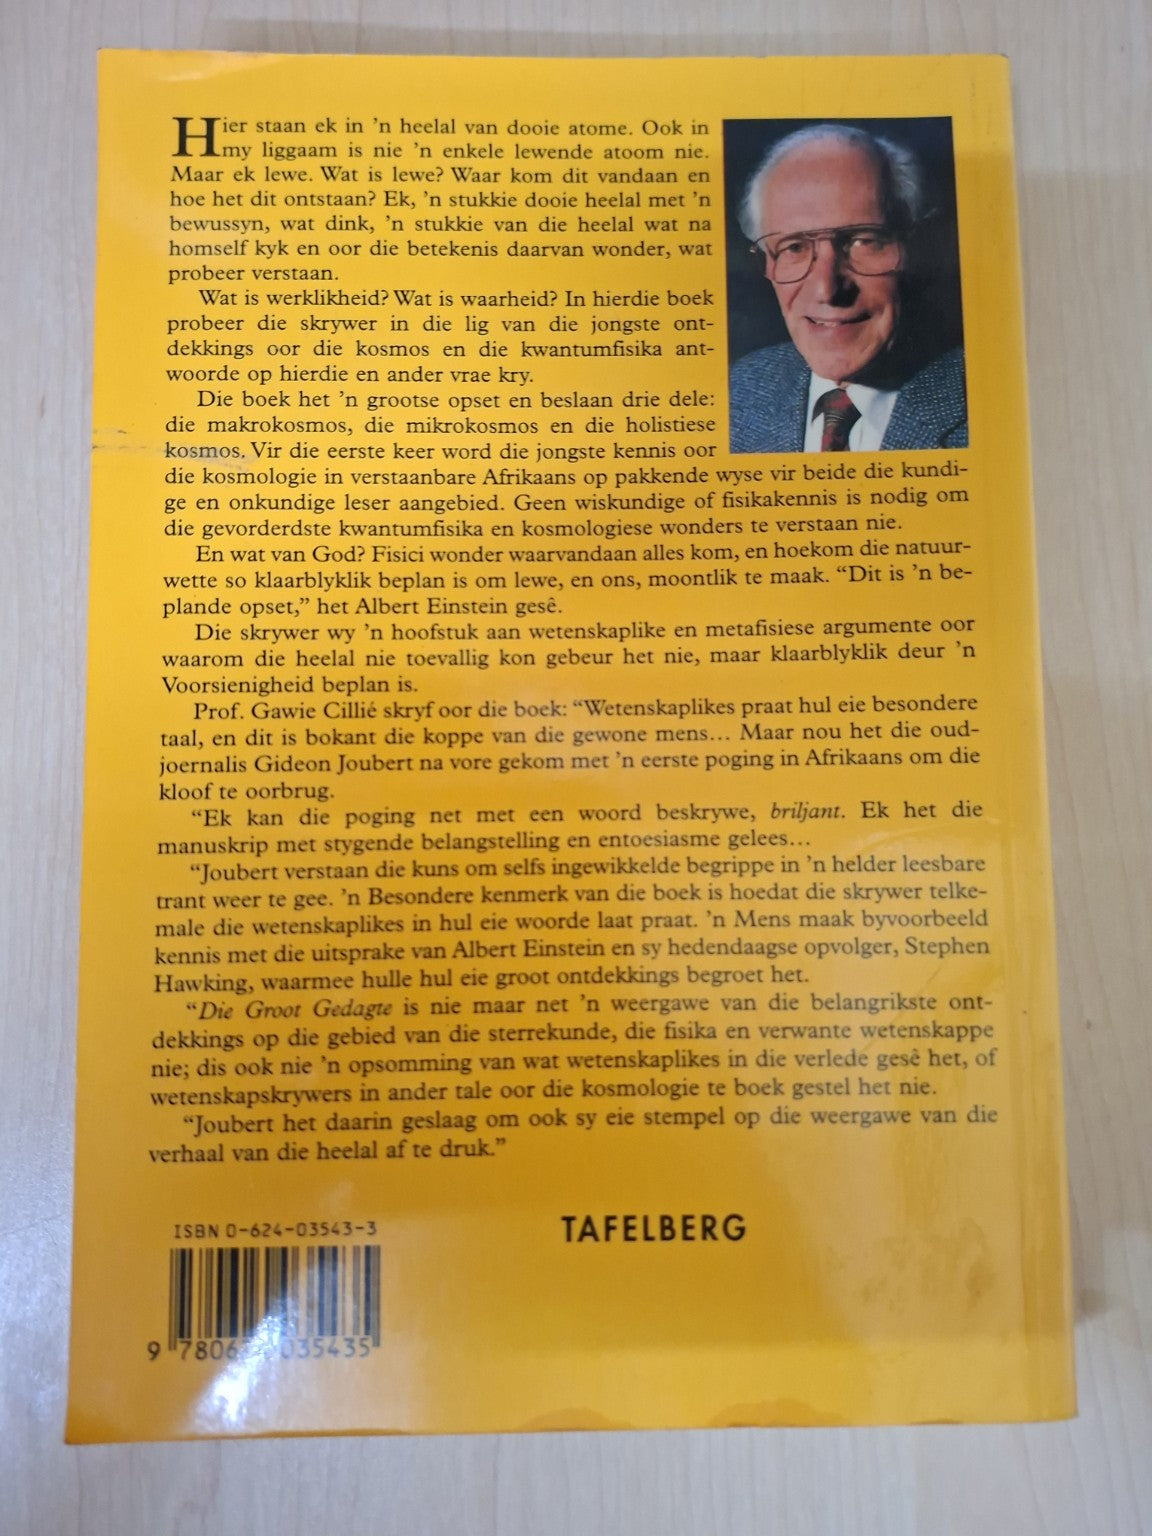 Hier staan ek in ’n heelal van dooie atome. Ook in
my liggaam is nie ’n enkele lewende atoom nie.
Maar ek lewe. Wat is lewe? Waar kom dit vandaan en
hoe het dit ontstaan? Ek, ’n stukkie dooie heelal met ’n
bewussyn, wat dink, ’n stukkie van die heelal wat na
homself kyk en oor die betekenis daarvan wonder, wat
probeer verstaan.
Wat is werklikheid? Wat is waarheid? In hierdie boek
probeer die skrywer in die lig van die jongste ont-
dekkings oor die kosmos en die kwantumfisika ant-
woorde op hierdie en ander vrae kry.
Die boek het ’n grootse opset en beslaan drie dele:
die makrokosmos, die mikrokosmos en die holistiese
kosmos. Vir die eerste keer word die jongste kennis oor
die kosmologie in verstaanbare Afrikaans op pakkende wyse vir beide die kundi-
ge en onkundige leser aangebied. Geen wiskundige of fisikakennis is nodig om
die gevorderdste kwantumfisika en kosmologiese wonders te verstaan nie.
En wat van God? Fisici wonder waarvandaan alles kom, en hoekom die natuur-
wette so klaarblyklik beplan is om lewe, en ons, moontlik te maak. “Dit is ’n be-
plande opset,” het Albert Einstein gesê.
Die skrywer wy ’n hoofstuk aan wetenskaplike en metafisiese argumente oor
waarom die heelal nie toevallig kon gebeur het nie, maar klaarblyklik deur ’n
Voorsienigheid beplan is.
Prof. Gawie Cillié skryf oor die boek: “Wetenskaplikes praat hul eie besondere
taal, en dit is bokant die koppe van die gewone mens... Maar nou het die oud-
joernalis Gideon Joubert na vore gekom met ’n eerste poging in Afrikaans om die
kloof te oorbrug.
“Ek kan die poging net met een woord beskrywe, briljant. Ek het die
manuskrip met stygende belangstelling en entoesiasme gelees...
“Joubert verstaan die kuns om selfs ingewikkelde begrippe in ’n helder leesbare
trant weer te gee. ’n Besondere kenmerk van die boek is hoedat die skrywer telke-
male die wetenskaplikes in hul eie woorde laat praat. ’n Mens maak byvoorbeeld
kennis met die uitsprake van Albert Einstein en sy hedendaagse opvolger, Stephen
Hawking, waarmee hulle hul eie groot ontdekkings begroet het.
“Die Groot Gedagte is nie maar net ’n weergawe van die belangrikste ont-
dekkings op die gebied van die sterrekunde, die fisika en verwante wetenskappe
nie; dis ook nie ’n opsomming van wat wetenskaplikes in die verlede gesê het, of
wetenskapskrywers in ander tale oor die kosmologie te boek gestel het nie.
“Joubert het daarin geslaag om ook sy eie stempel op die weergawe van die
verhaal van die heelal af te druk.”
ISBN 0-624-03543-3
TAFELBERG
9 7806 035435